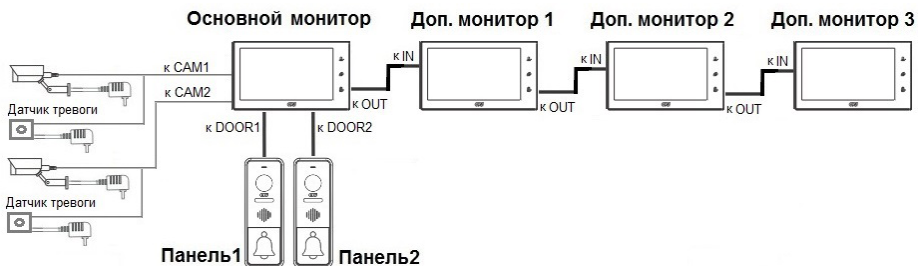 Основной монитор
Доп. монитор 1
Доп. монитор 2
Доп. монитор 3
к CAM1
к CAM2
Датчик тревоги
Датчик тревоги
к DOOR1
к DOOR2
к OUT
к IN
к OUT
к IN
к OUT
к IN
Панель1
Панель2